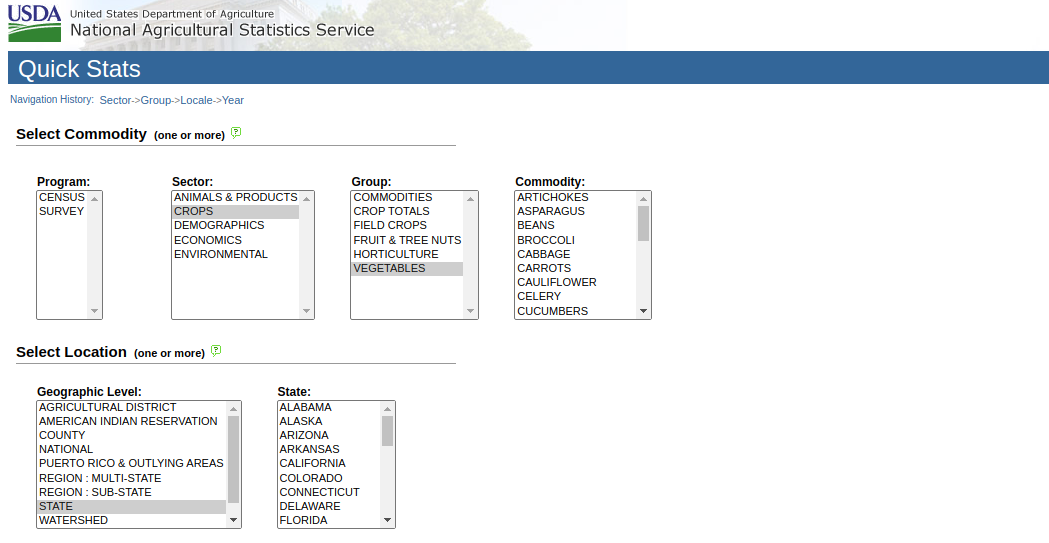 USDA
United States Department of Agriculture
National Agricultural Statistics Service
Quick Stats
Navigation History: Sector->Group->Locale->Year
Select Commodity (one or more) ?
Program:
CENSUS
SURVEY
Sector:
ANIMALS & PRODUCTS
CROPS
DEMOGRAPHICS
ECONOMICS
ENVIRONMENTAL
Group:
COMMODITIES
CROP TOTALS
FIELD CROPS
FRUIT & TREE NUTS
HORTICULTURE
VEGETABLES
Commodity:
ARTICHOKES
ASPARAGUS
BEANS
BROCCOLI
CABBAGE
CARROTS
CAULIFLOWER
CELERY
CUCUMBERS
Select Location (one or more) ?
Geographic Level:
AGRICULTURAL DISTRICT
AMERICAN INDIAN RESERVATION
COUNTY
NATIONAL
PUERTO RICO & OUTLYING AREAS
REGION : MULTI-STATE
REGION : SUB-STATE
STATE
WATERSHED
State:
ALABAMA
ALASKA
ARIZONA
ARKANSAS
CALIFORNIA
COLORADO
CONNECTICUT
DELAWARE
FLORIDA